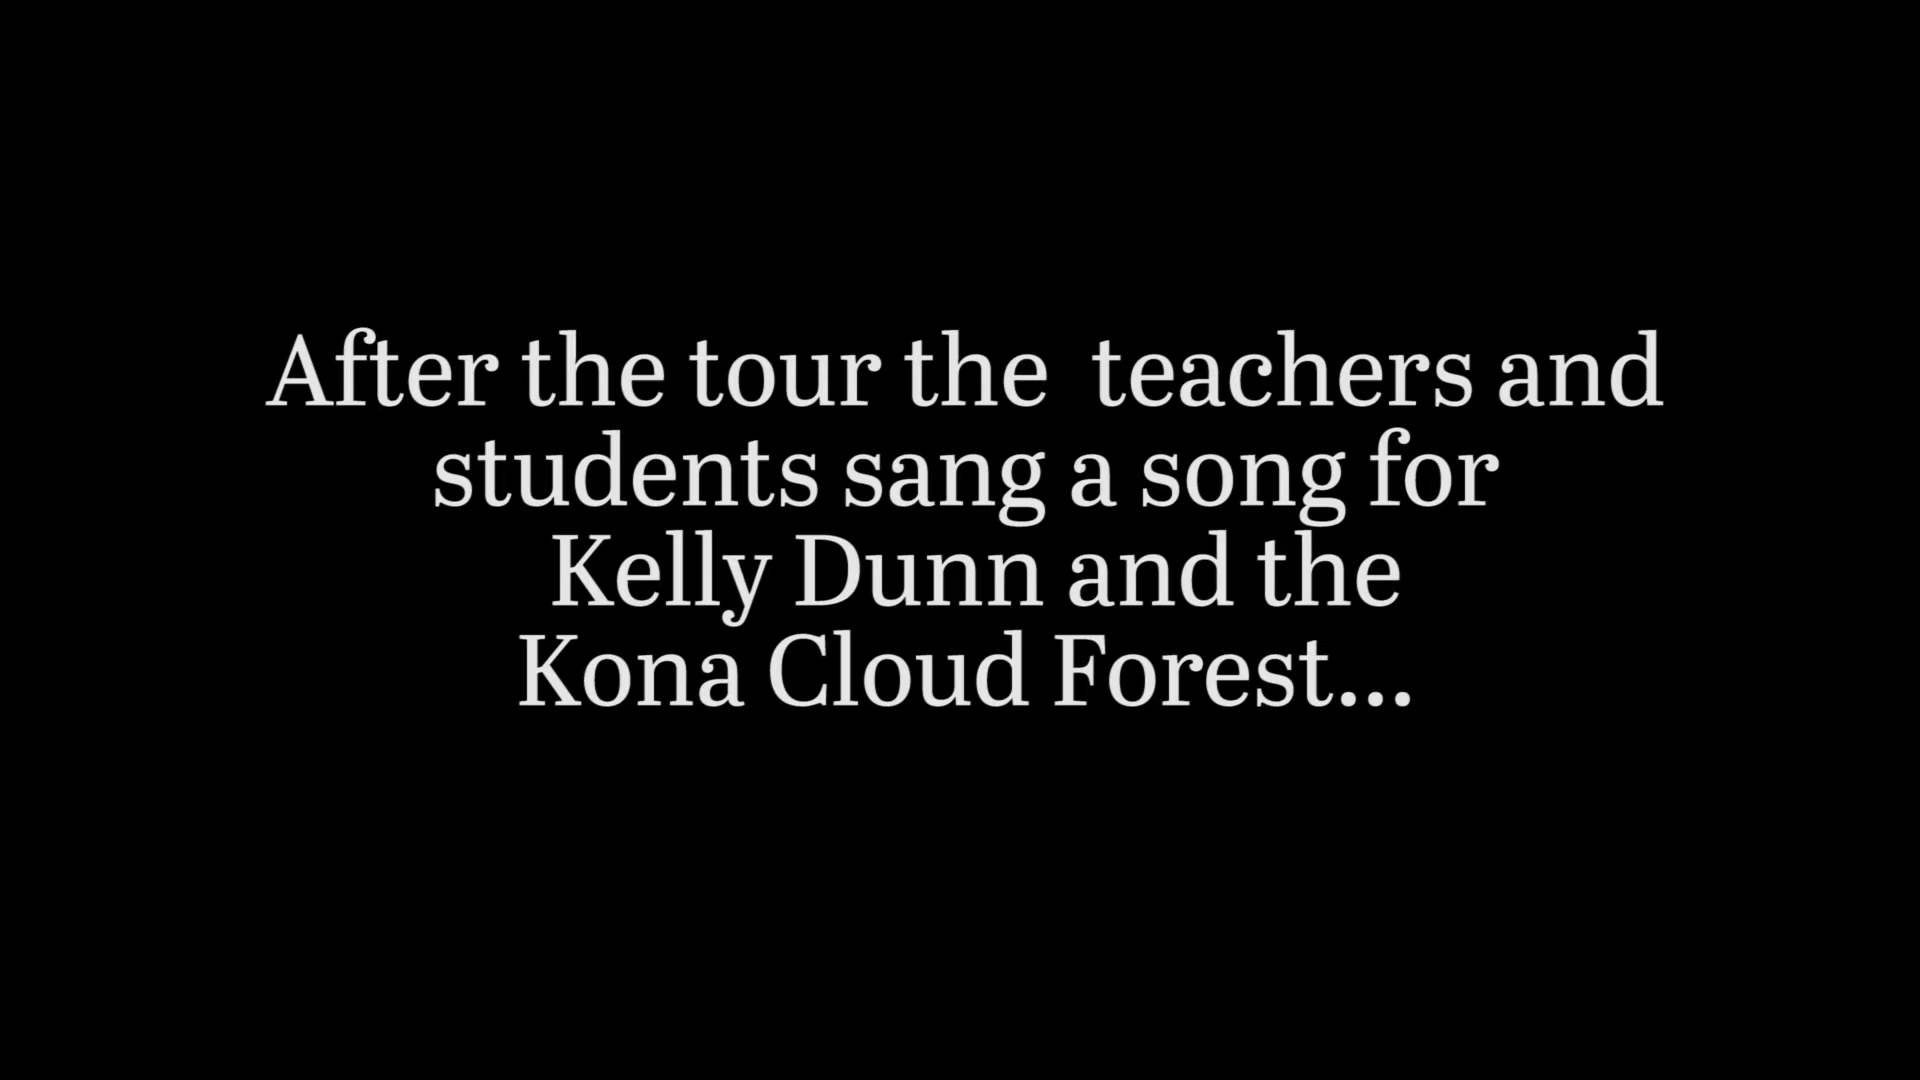 After the tour the  teachers and
students sang a song for
Kelly Dunn and the
Kona Cloud Forest...